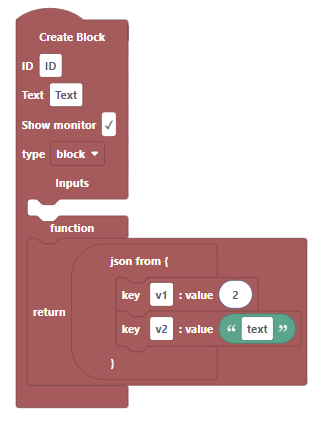 Create Block
ID ID
Text Text
Show monitor ✓
type block
Inputs
function
json from {
key v1 : value 2
return
key v2 : value “ text ”
}